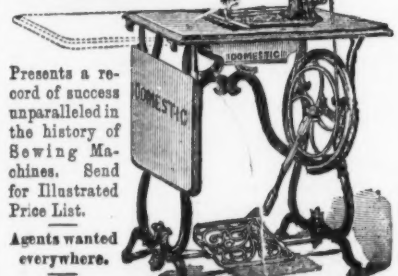 "DOMESTIC"
DOMESTIC
Presents a re-
cord of success
unparalleled in
the history of
Sewing Ma-
chines. Send
for Illustrated
Price List.
Agents wanted
everywhere.